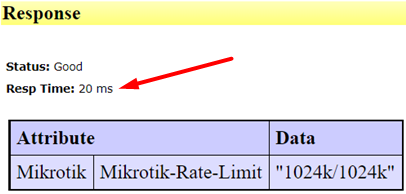 Response
Status: Good
Resp Time: 20 ms
Attribute Data
Mikrotik Mikrotik-Rate-Limit "1024k/1024k"